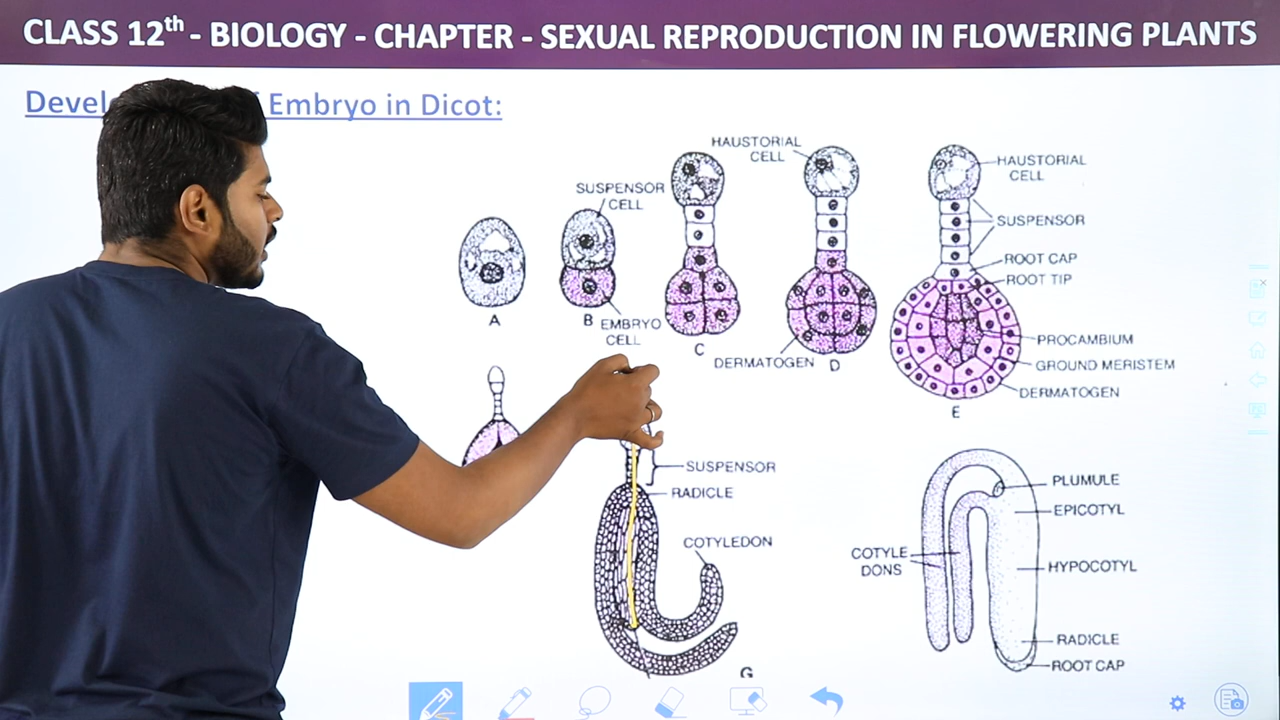 CLASS 12th - BIOLOGY - CHAPTER - SEXUAL REPRODUCTION IN FLOWERING PLANTS
Embryo in Dicot:
HAUSTORIAL
CELL
HAUSTORIAL
CELL
SUSPENSOR
CELL
SUSPENSOR
ROOT CAP
ROOT TIP
A
B
EMBRYO
CELL
C
DERMATOGEN
D
PROCAMBIUM
GROUND MERISTEM
DERMATOGEN
E
SUSPENSOR
RADICLE
COTYLEDON
G
PLUMULE
EPICOTYL
COTYLE
DONS
HYPOCOTYL
RADICLE
ROOT CAP